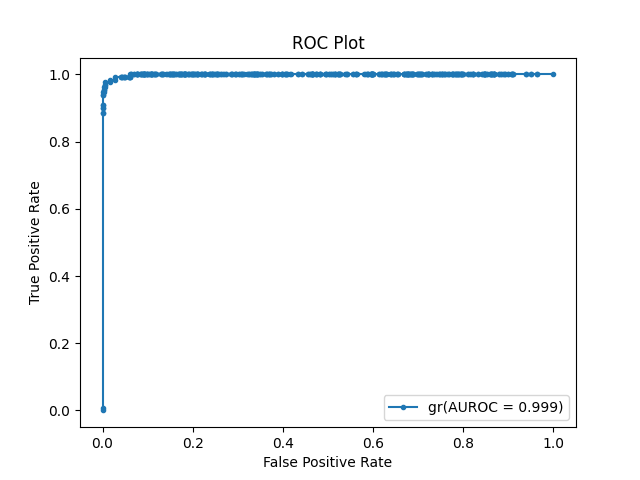 ROC Plot
True Positive Rate
1.0
0.8
0.6
0.4
0.2
0.0
gr(AUROC = 0.999)
0.0 0.2 0.4 0.6 0.8 1.0
False Positive Rate